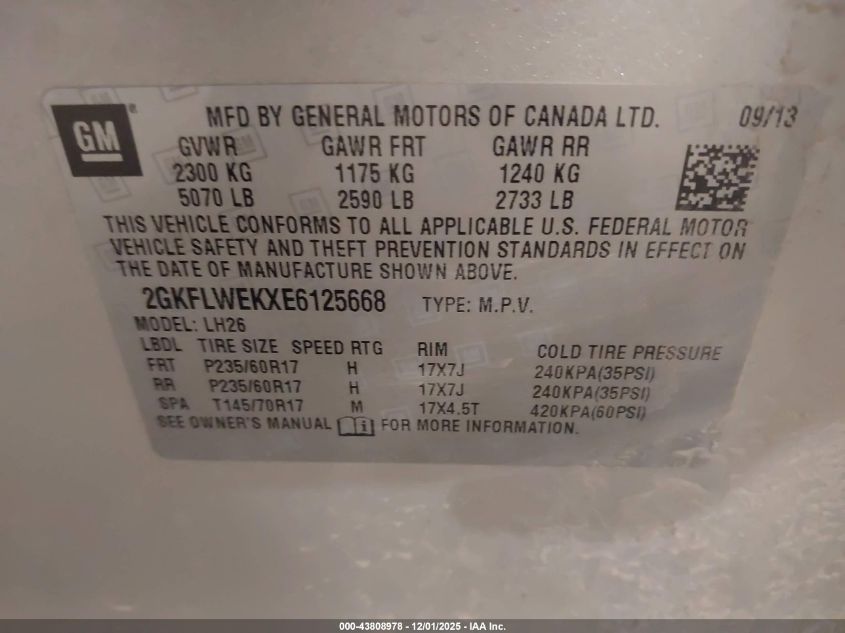 GM MFD BY GENERAL MOTORS OF CANADA LTD. 09/13
GVWR GAWR FRT GAWR RR
2300 KG 1175 KG 1240 KG
5070 LB 2590 LB 2733 LB
THIS VEHICLE CONFORMS TO ALL APPLICABLE U.S. FEDERAL MOTOR
VEHICLE SAFETY AND THEFT PREVENTION STANDARDS IN EFFECT ON
THE DATE OF MANUFACTURE SHOWN ABOVE.
2GKFLWEKXE6125668 TYPE: M.P.V.
MODEL: LH26
LBDL TIRE SIZE SPEED RTG RIM COLD TIRE PRESSURE
FRT P235/60R17 H 17X7J 240KPA(35PSI)
RR P235/60R17 H 17X7J 240KPA(35PSI)
SPA T145/70R17 M 17X4.5T 420KPA(60PSI)
SEE OWNER'S MANUAL FOR MORE INFORMATION.
000-43808978 - 12/01/2025 - IAA Inc.